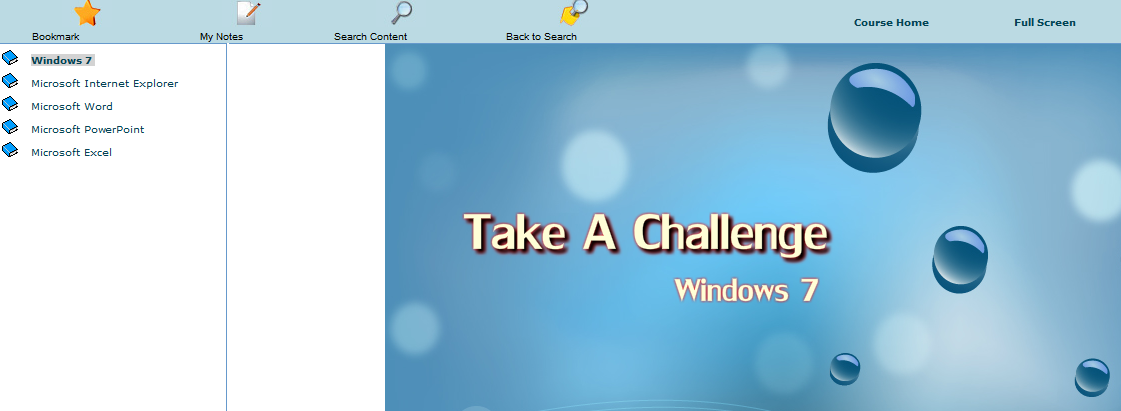 Bookmark
My Notes
Search Content
Back to Search
Course Home
Full Screen
Windows 7
Microsoft Internet Explorer
Microsoft Word
Microsoft PowerPoint
Microsoft Excel
Take A Challenge
Windows 7